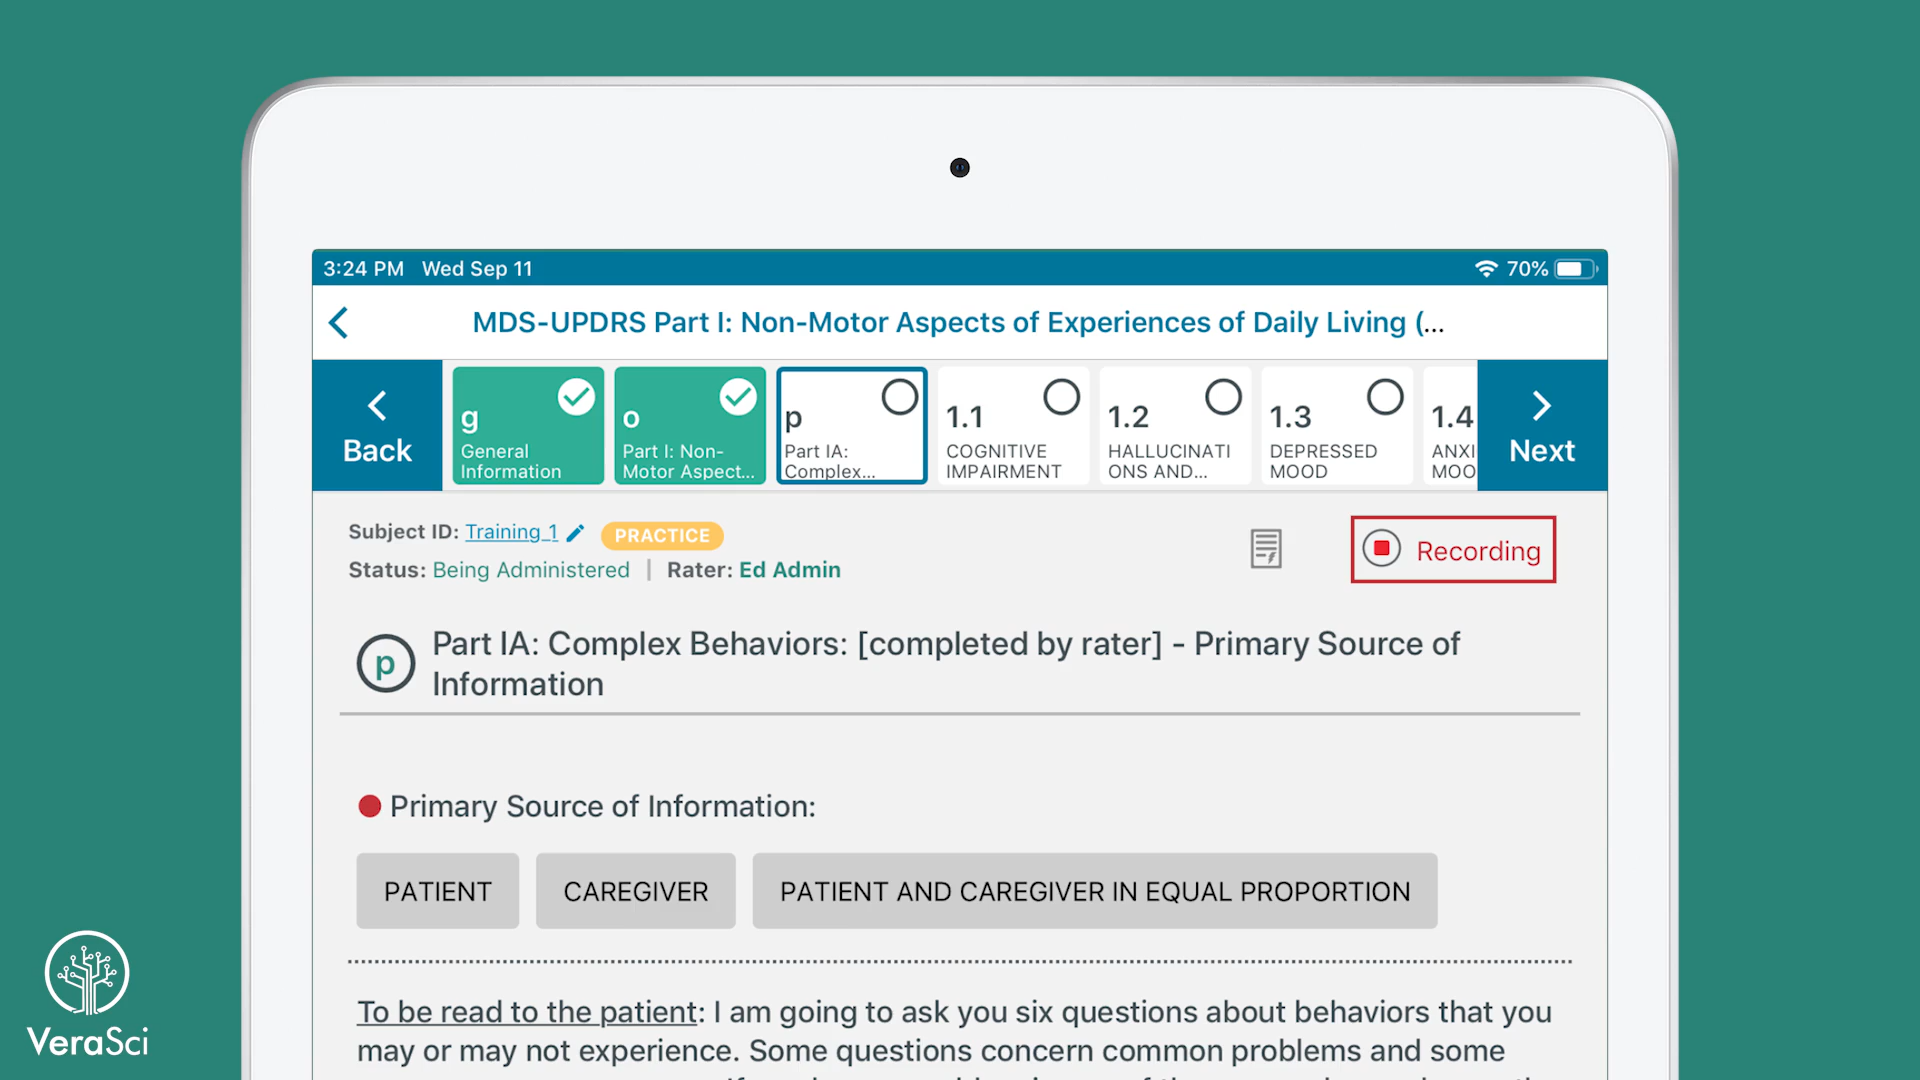 3:24 PM Wed Sep 11
70%
MDS-UPDRS Part I: Non-Motor Aspects of Experiences of Daily Living (...
Back
g
General
Information
o
Part I: Non-
Motor Aspect...
p
Part IA:
Complex...
1.1
COGNITIVE
IMPAIRMENT
1.2
HALLUCINATI
ONS AND...
1.3
DEPRESSED
MOOD
1.4
ANXI
MOO
Next
Subject ID: Training_1
PRACTICE
Status: Being Administered | Rater: Ed Admin
Recording
p
Part IA: Complex Behaviors: [completed by rater] - Primary Source of
Information
Primary Source of Information:
PATIENT
CAREGIVER
PATIENT AND CAREGIVER IN EQUAL PROPORTION
To be read to the patient: I am going to ask you six questions about behaviors that you
may or may not experience. Some questions concern common problems and some
VeraSci